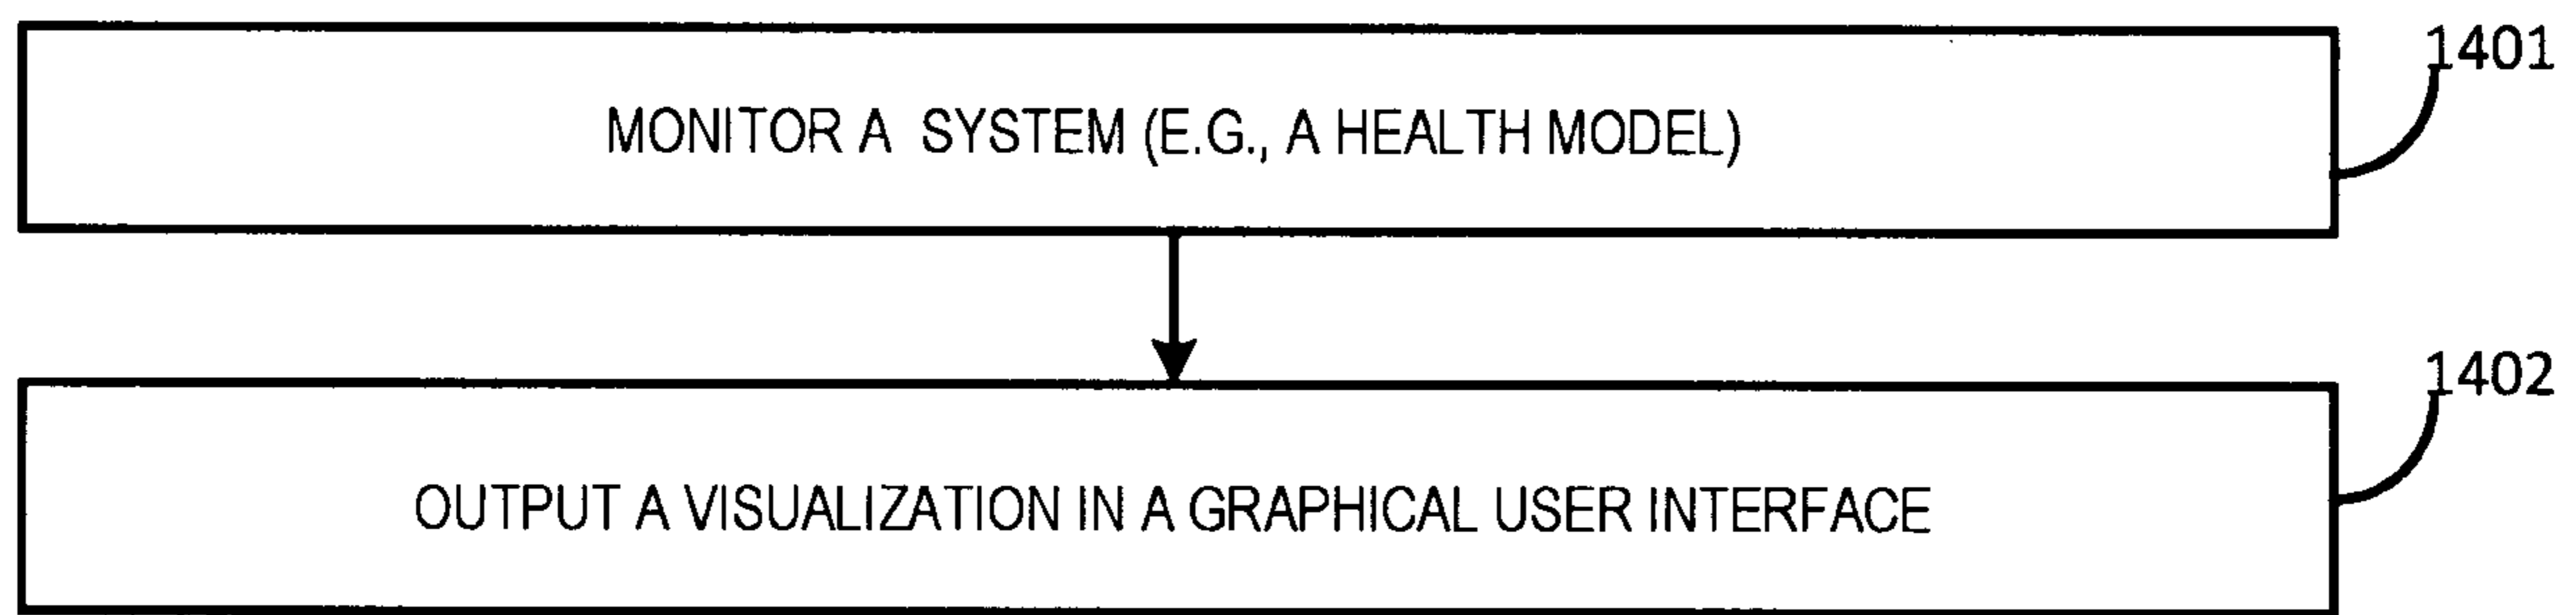 1401
MONITOR A SYSTEM (E.G., A HEALTH MODEL)
1402
OUTPUT A VISUALIZATION IN A GRAPHICAL USER INTERFACE